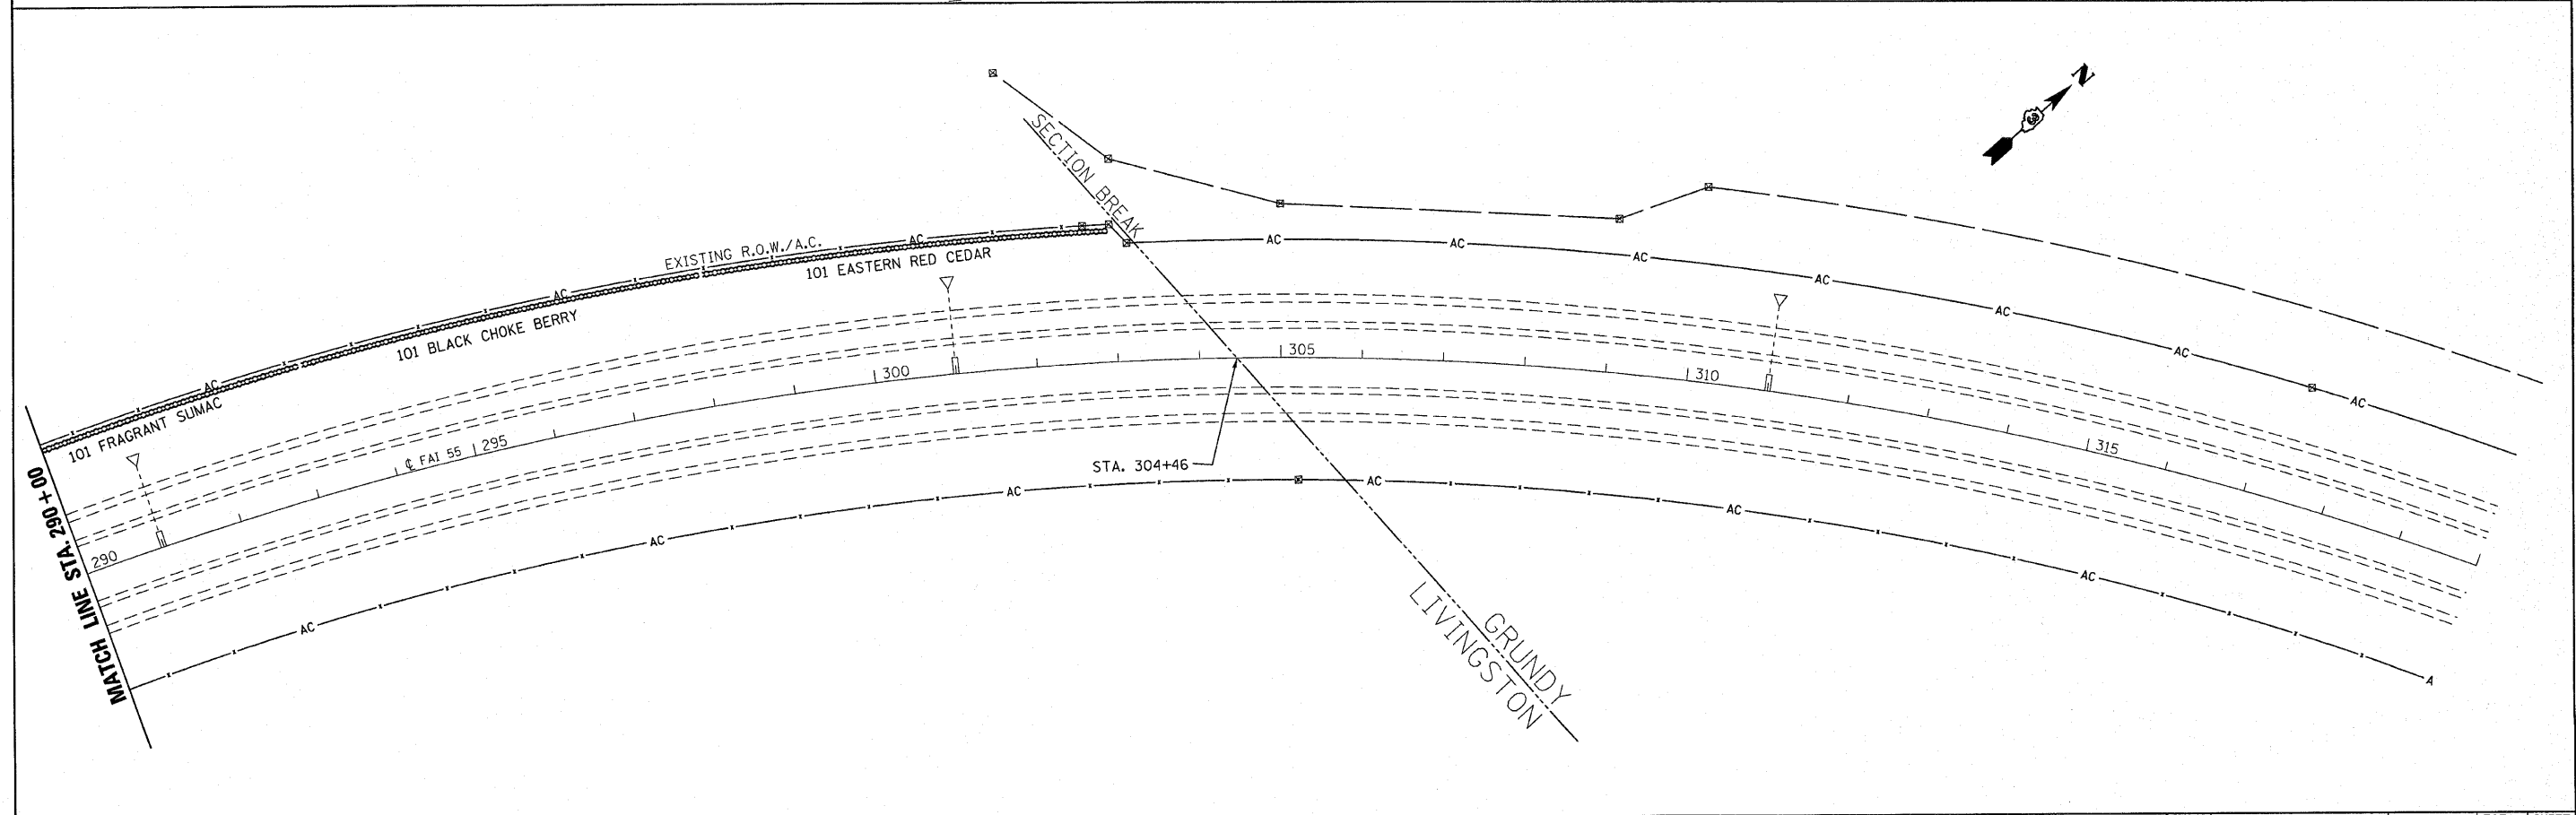 N
SECTION BREAK
EXISTING R.O.W./A.C.
AC
AC
AC
AC
AC
AC
AC
AC
AC
AC
101 EASTERN RED CEDAR
101 BLACK CHOKE BERRY
101 FRAGRANT SUMAC
MATCH LINE STA. 290+00
290
℄ FAI 55
295
300
305
310
315
STA. 304+46
AC
AC
AC
AC
AC
AC
A
GRUNDY
LIVINGSTON